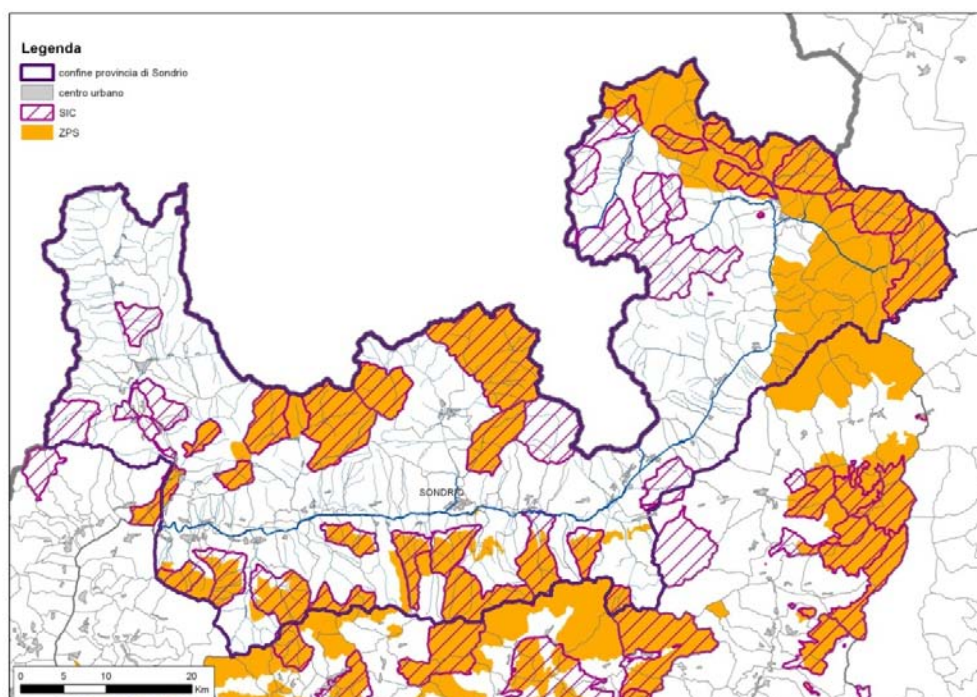 Legenda
confine provincia di Sondrio
centro urbano
SIC
ZPS
SONDRIO
0 5 10 20
Km